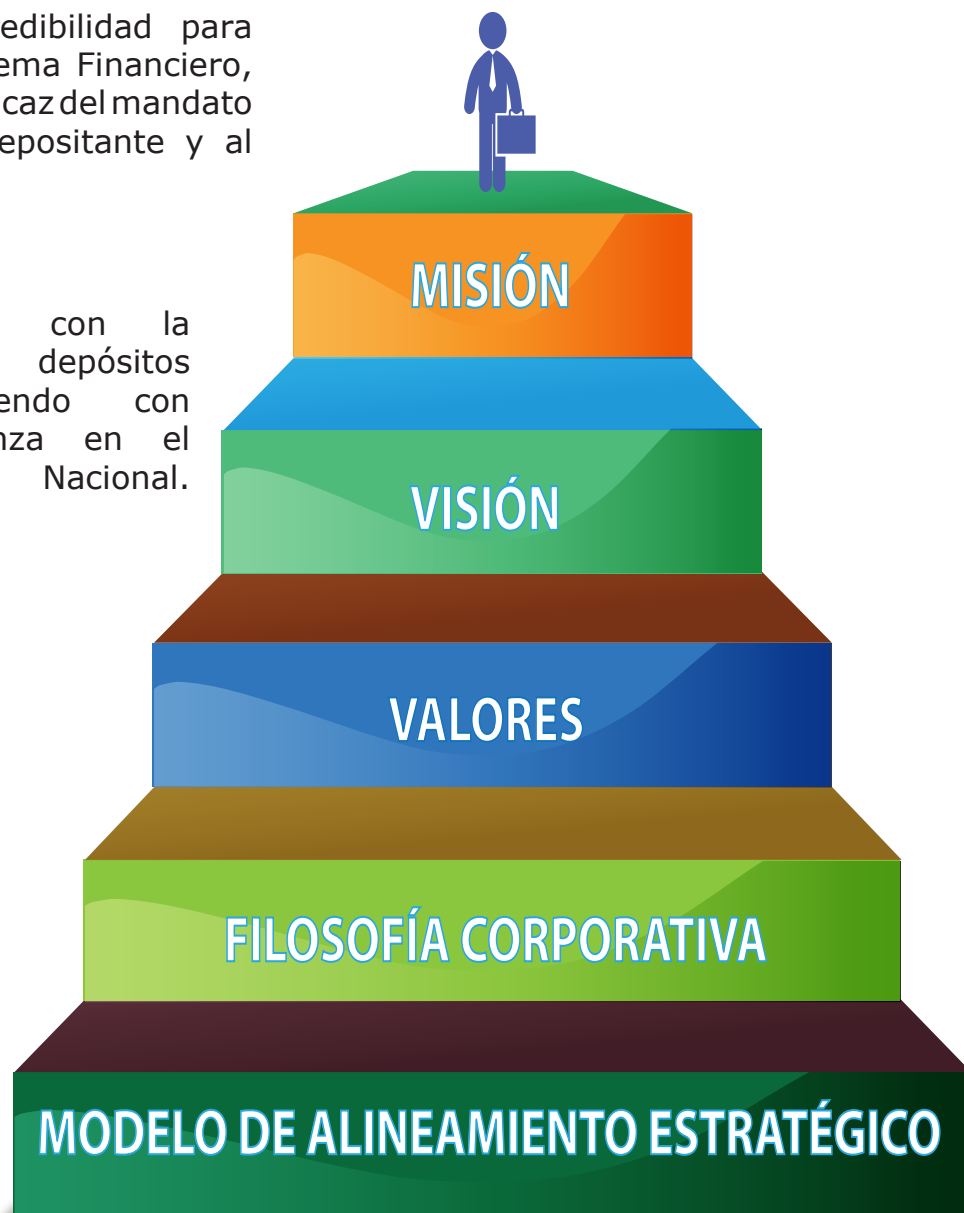 edibilidad para
ema Financiero,
caz del mandato
epositante y al
con la
depósitos
endo con
nza en el
Nacional.
MISIÓN
VISIÓN
VALORES
FILOSOFÍA CORPORATIVA
MODELO DE ALINEAMIENTO ESTRATÉGICO